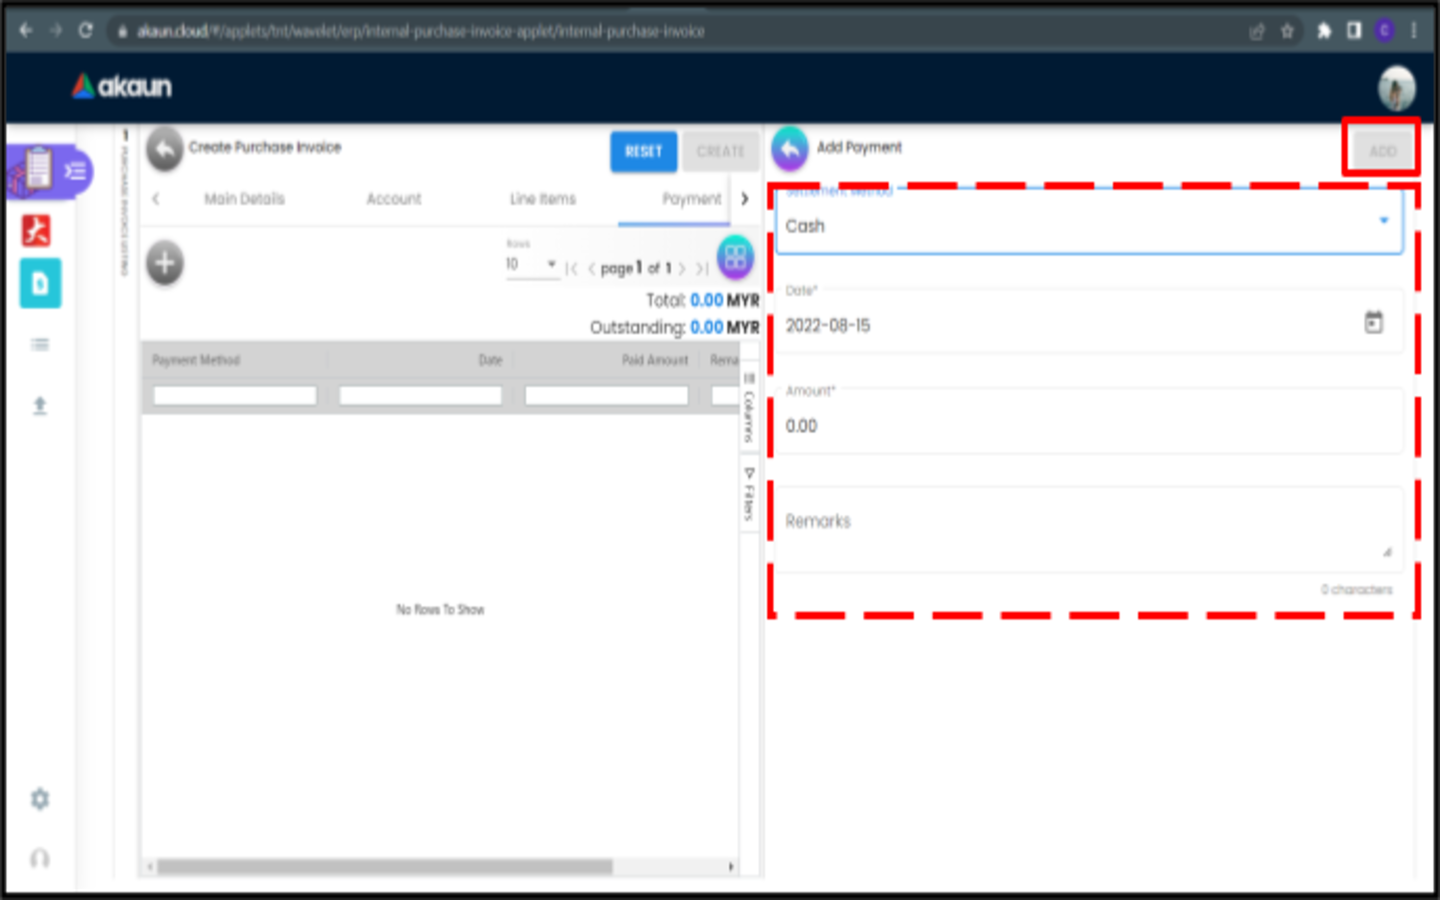 akaun.cloud/#/applets/tnt/wavelet/erp/internal-purchase-invoice-applet/internal-purchase-invoice
C
akaun
PURCHASE INVOICE LISTING
Create Purchase Invoice
RESET
CREATE
Main Details
Account
Line Items
Payment
Rows
10
page 1 of 1
Total: 0.00 MYR
Outstanding: 0.00 MYR
Payment Method
Date
Paid Amount
Rema
Columns
Filters
No Rows To Show
Add Payment
ADD
Settlement Method
Cash
Date*
2022-08-15
Amount*
0.00
Remarks
0 characters